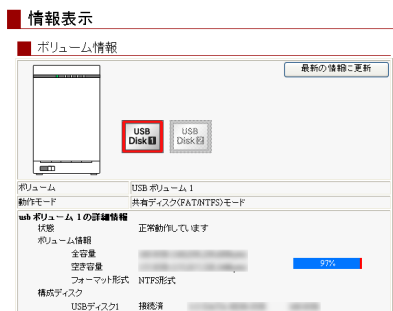 情報表示
ボリューム情報
最新の情報に更新
USB Disk1
USB Disk2
ボリューム USB ボリューム 1
動作モード 共有ディスク(FAT/NTFS)モード
usb ボリューム 1の詳細情報
状態 正常動作しています
ボリューム情報
全容量
空き容量 97%
フォーマット形式 NTFS形式
構成ディスク
USBディスク1 接続済